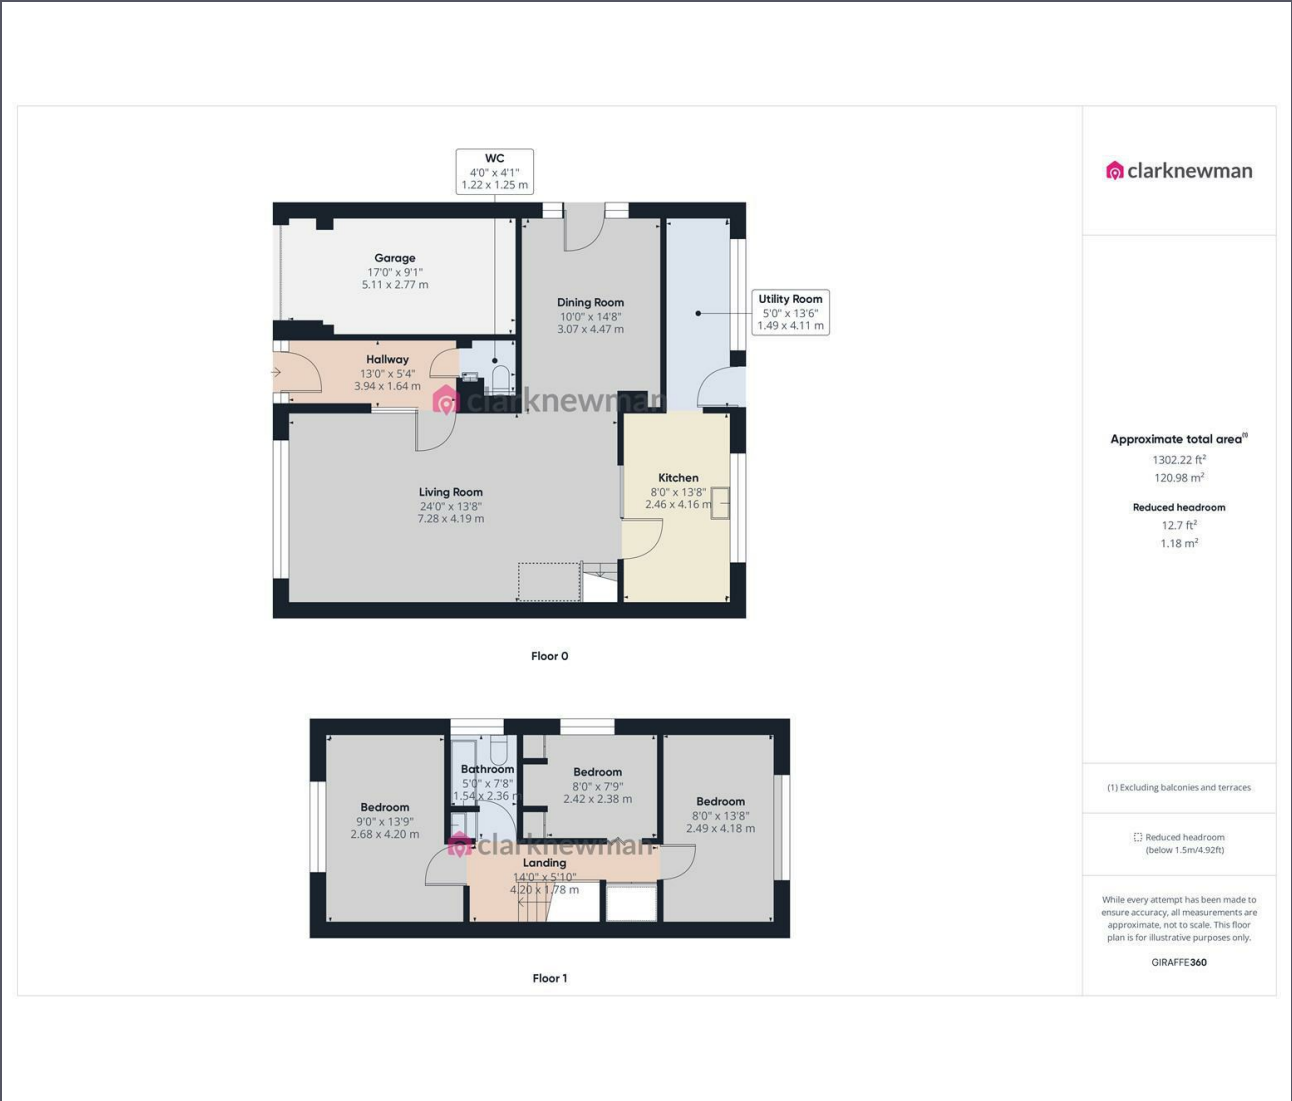 WC
4'0" x 4'1"
1.22 x 1.25 m
clarknewman
Garage
17'0" x 9'1"
5.11 x 2.77 m
Dining Room
10'0" x 14'8"
3.07 x 4.47 m
Utility Room
5'0" x 13'6"
1.49 x 4.11 m
Hallway
13'0" x 5'4"
3.94 x 1.64 m
clarknewman
Living Room
24'0" x 13'8"
7.28 x 4.19 m
Kitchen
8'0" x 13'8"
2.46 x 4.16 m
Floor 0
Bedroom
9'0" x 13'9"
2.68 x 4.20 m
Bathroom
5'0" x 7'8"
1.54 x 2.36 m
Bedroom
8'0" x 7'9"
2.42 x 2.38 m
Bedroom
8'0" x 13'8"
2.49 x 4.18 m
clarknewman
Landing
14'0" x 5'10"
4.20 x 1.78 m
Floor 1
Approximate total area(1)
1302.22 ft²
120.98 m²
Reduced headroom
12.7 ft²
1.18 m²
(1) Excluding balconies and terraces
Reduced headroom
(below 1.5m/4.92ft)
While every attempt has been made to
ensure accuracy, all measurements are
approximate, not to scale. This floor
plan is for illustrative purposes only.
GIRAFFE360